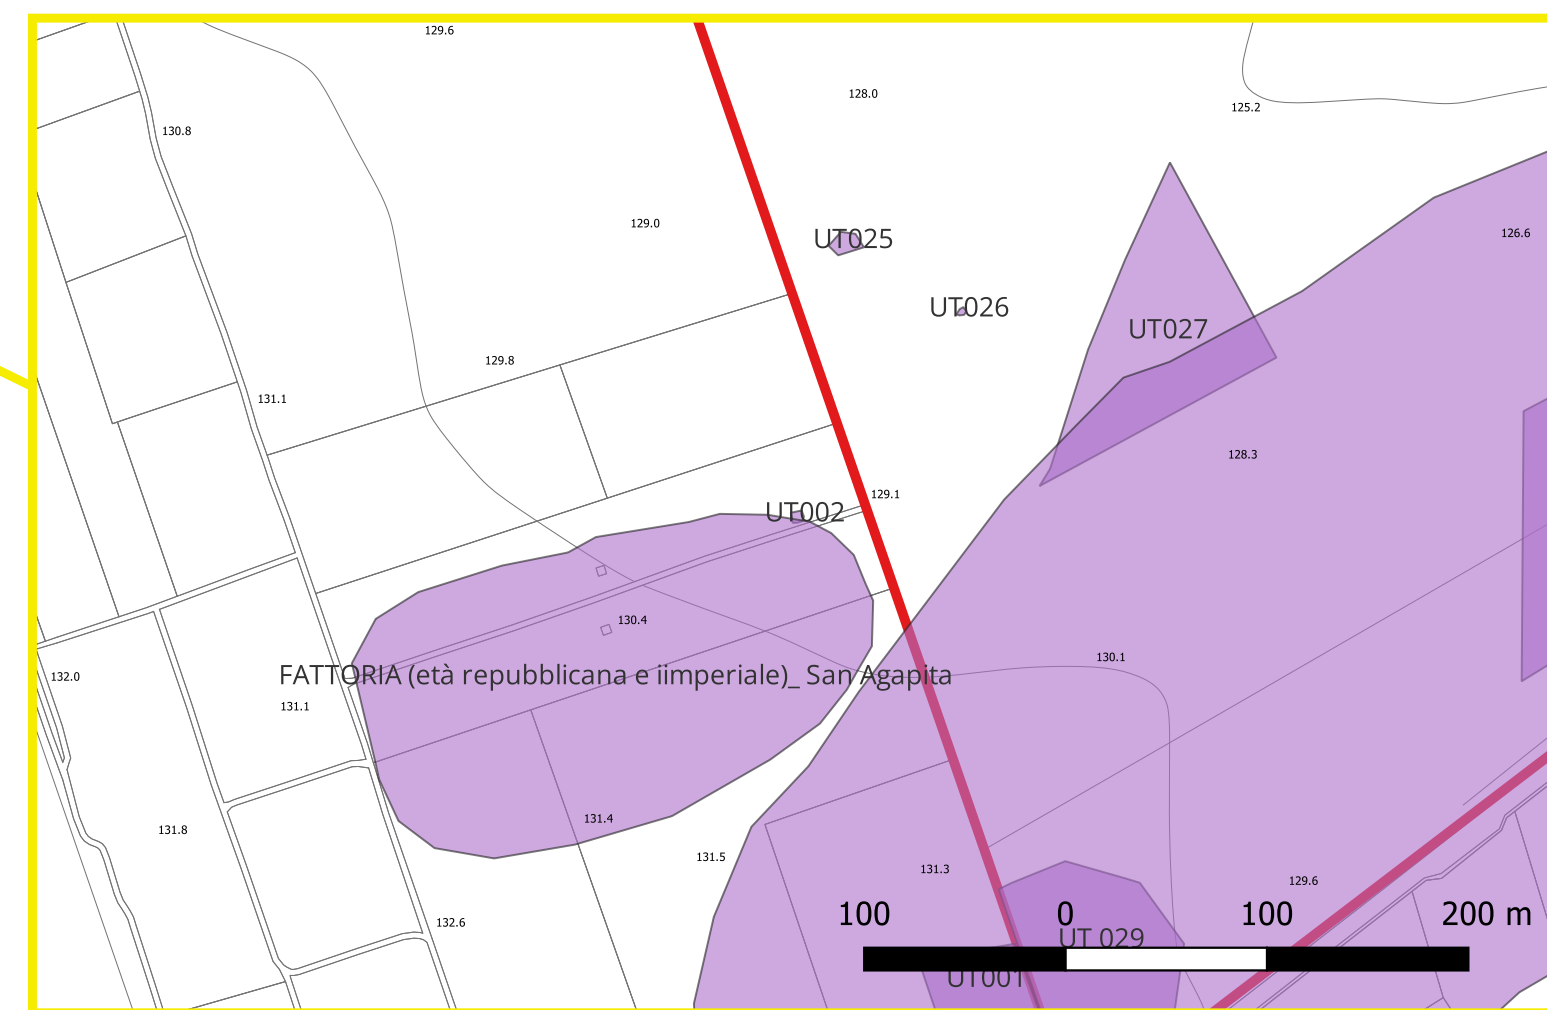 129.6
128.0
125.2
130.8
129.0
126.6
UT025
UT026
UT027
129.8
131.1
128.3
129.1
UT002
130.4
130.1
132.0
FATTORIA (età repubblicana e iimperiale)_ San Agapita
131.1
131.4
131.8
131.5
131.3
129.6
132.6
100 0 100 200 m
UT 029
UT001